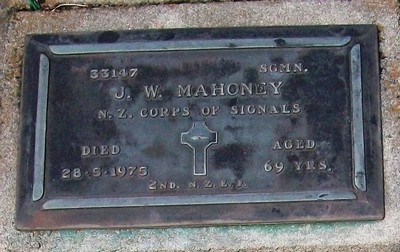 33147 SGMN.
J. W. MAHONEY
N. Z. CORPS OF SIGNALS
DIED AGED
28-5-1975 69 YRS.
2ND. N. Z. E. F.